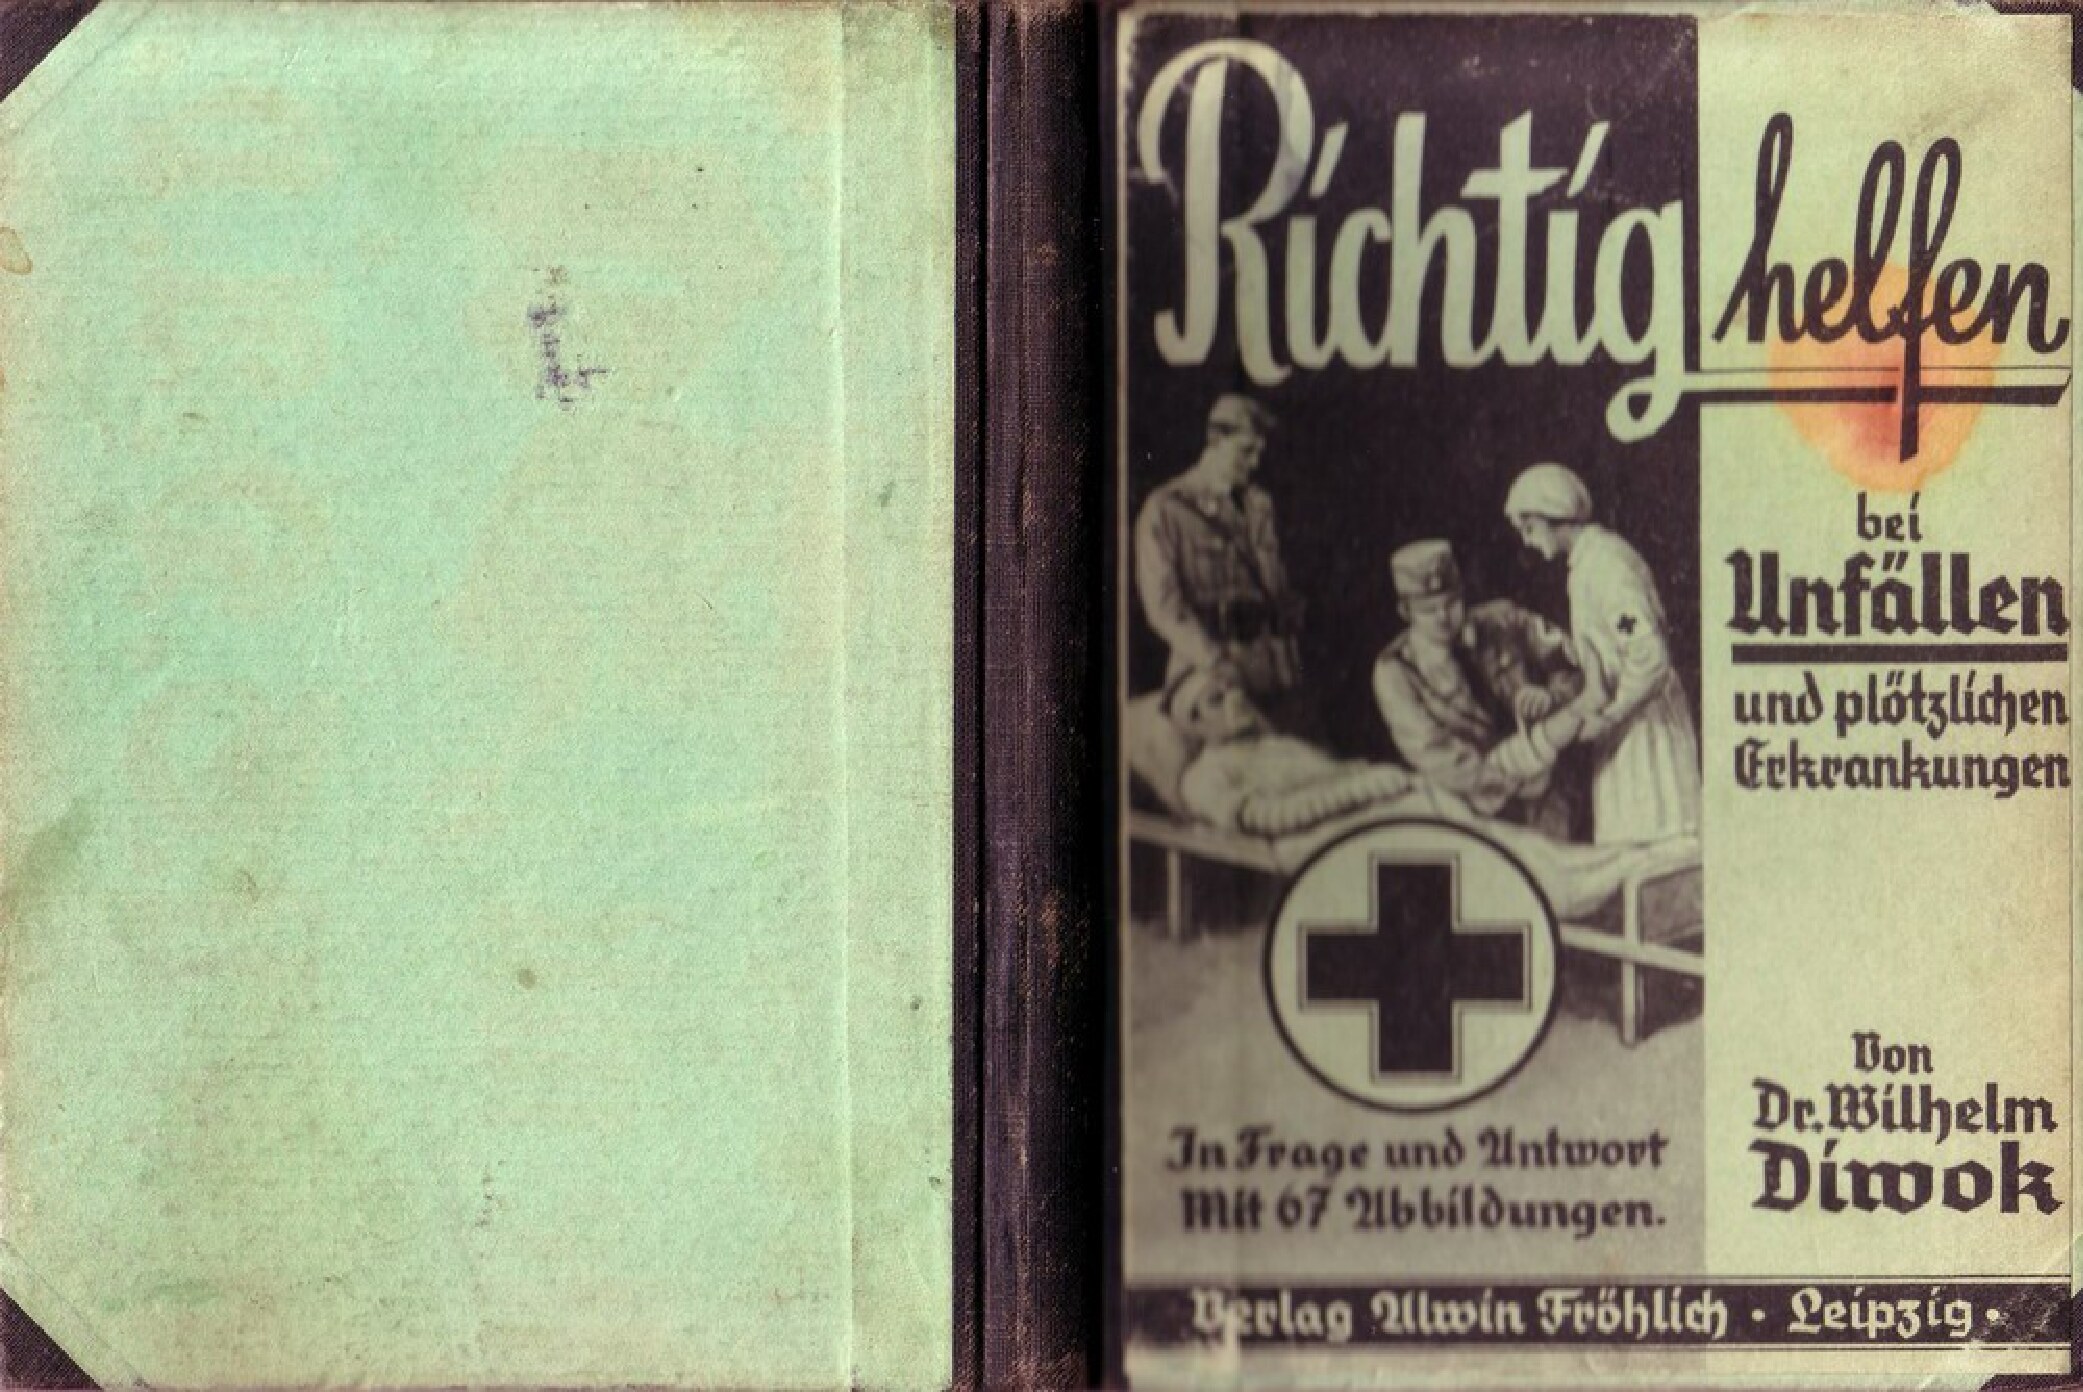 Richtig helfen
bei
Unfällen
und plötzlichen
Erkrankungen
Von
Dr. Wilhelm
Diwok
In Frage und Antwort
Mit 67 Abbildungen.
Verlag Alwin Fröhlich · Leipzig ·